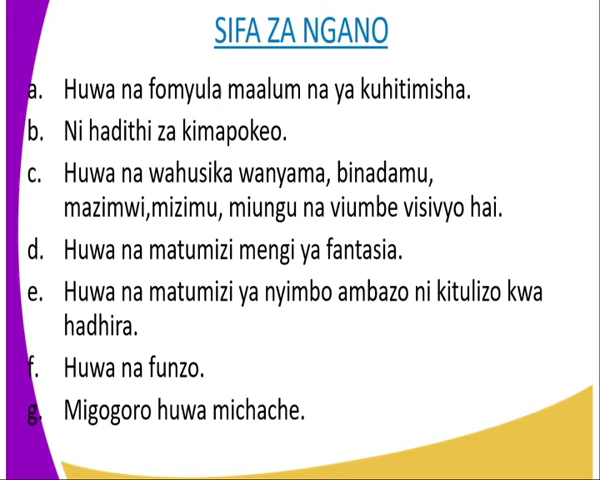 SIFA ZA NGANO
a. Huwa na fomyula maalum na ya kuhitimisha.
b. Ni hadithi za kimapokeo.
c. Huwa na wahusika wanyama, binadamu,
mazimwi,mizimu, miungu na viumbe visivyo hai.
d. Huwa na matumizi mengi ya fantasia.
e. Huwa na matumizi ya nyimbo ambazo ni kitulizo kwa
hadhira.
f. Huwa na funzo.
g. Migogoro huwa michache.